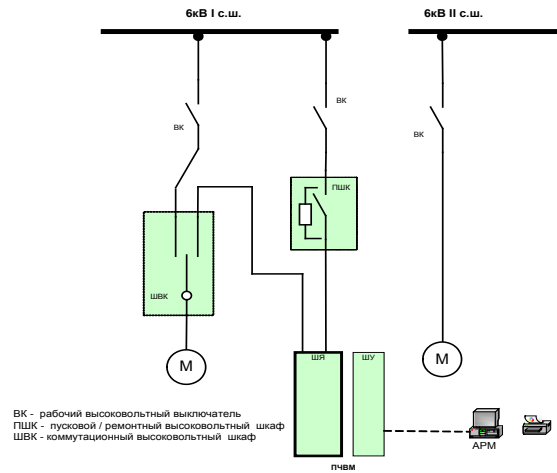 6кВ I с.ш.
6кВ II с.ш.
ВК
ВК
ВК
ПШК
ШВК
М
ШЯ
ШУ
М
ВК - рабочий высоковольтный выключатель
ПШК - пусковой / ремонтный высоковольтный шкаф
ШВК - коммутационный высоковольтный шкаф
АРМ
ПЧВМ